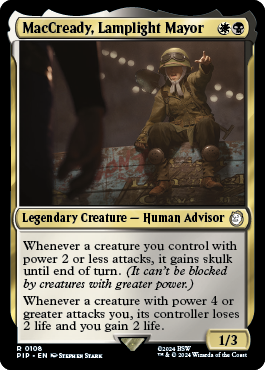 MacCready, Lamplight Mayor
Legendary Creature — Human Advisor
Whenever a creature you control with
power 2 or less attacks, it gains skulk
until end of turn. (It can't be blocked
by creatures with greater power.)
Whenever a creature with power 4 or
greater attacks you, its controller loses
2 life and you gain 2 life.
1/3
R 0108
PIP • EN Stephen Stark
©2024 BSW
™ & © 2024 Wizards of the Coast